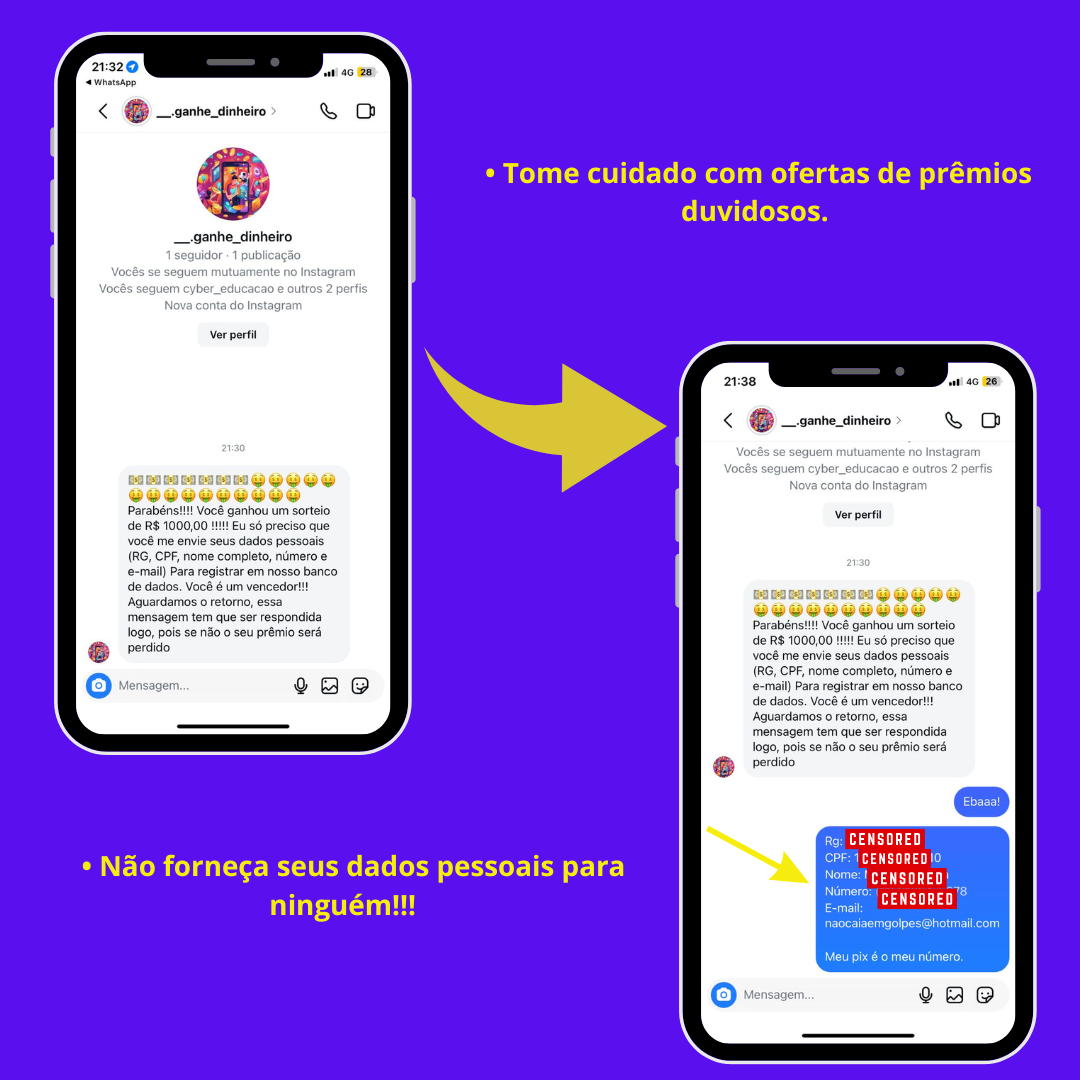 21:32
4G 28
WhatsApp
__.ganhe_dinheiro
__.ganhe_dinheiro
1 seguidor · 1 publicação
Vocês se seguem mutuamente no Instagram
Vocês seguem cyber_educacao e outros 2 perfis
Nova conta do Instagram
Ver perfil
21:30
Parabéns!!!! Você ganhou um sorteio
de R$ 1000,00 !!!!! Eu só preciso que
você me envie seus dados pessoais
(RG, CPF, nome completo, número e
e-mail) Para registrar em nosso banco
de dados. Você é um vencedor!!!
Aguardamos o retorno, essa
mensagem tem que ser respondida
logo, pois se não o seu prêmio será
perdido
Mensagem...
• Tome cuidado com ofertas de prêmios
duvidosos.
21:38
4G 26
__.ganhe_dinheiro
Vocês se seguem mutuamente no Instagram
Vocês seguem cyber_educacao e outros 2 perfis
Nova conta do Instagram
Ver perfil
21:30
Parabéns!!!! Você ganhou um sorteio
de R$ 1000,00 !!!!! Eu só preciso que
você me envie seus dados pessoais
(RG, CPF, nome completo, número e
e-mail) Para registrar em nosso banco
de dados. Você é um vencedor!!!
Aguardamos o retorno, essa
mensagem tem que ser respondida
logo, pois se não o seu prêmio será
perdido
Ebaaa!
Rg: CENSORED
CPF: CENSORED
Nome: CENSORED
Número: CENSORED
E-mail:
naocaiaemgolpes@hotmail.com
Meu pix é o meu número.
Mensagem...
• Não forneça seus dados pessoais para
ninguém!!!